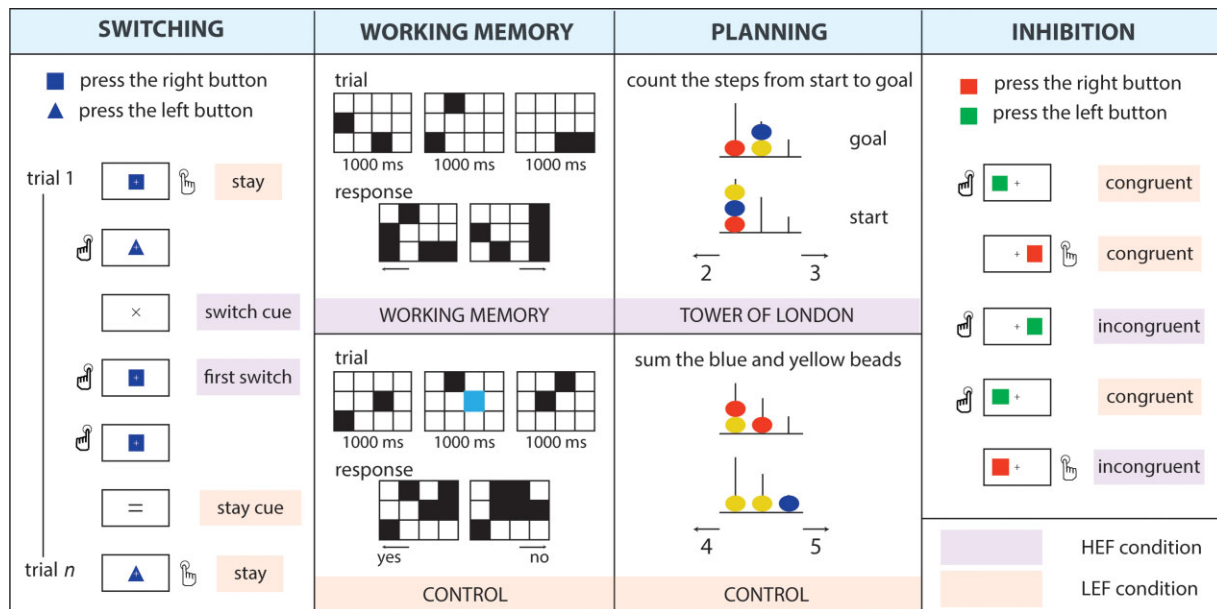 SWITCHING
press the right button
press the left button
trial 1
stay
switch cue
first switch
stay cue
trial n
stay
WORKING MEMORY
trial
1000 ms 1000 ms 1000 ms
response
WORKING MEMORY
trial
1000 ms 1000 ms 1000 ms
response
yes no
CONTROL
PLANNING
count the steps from start to goal
goal
start
2 3
TOWER OF LONDON
sum the blue and yellow beads
4 5
CONTROL
INHIBITION
press the right button
press the left button
congruent
congruent
incongruent
congruent
incongruent
HEF condition
LEF condition